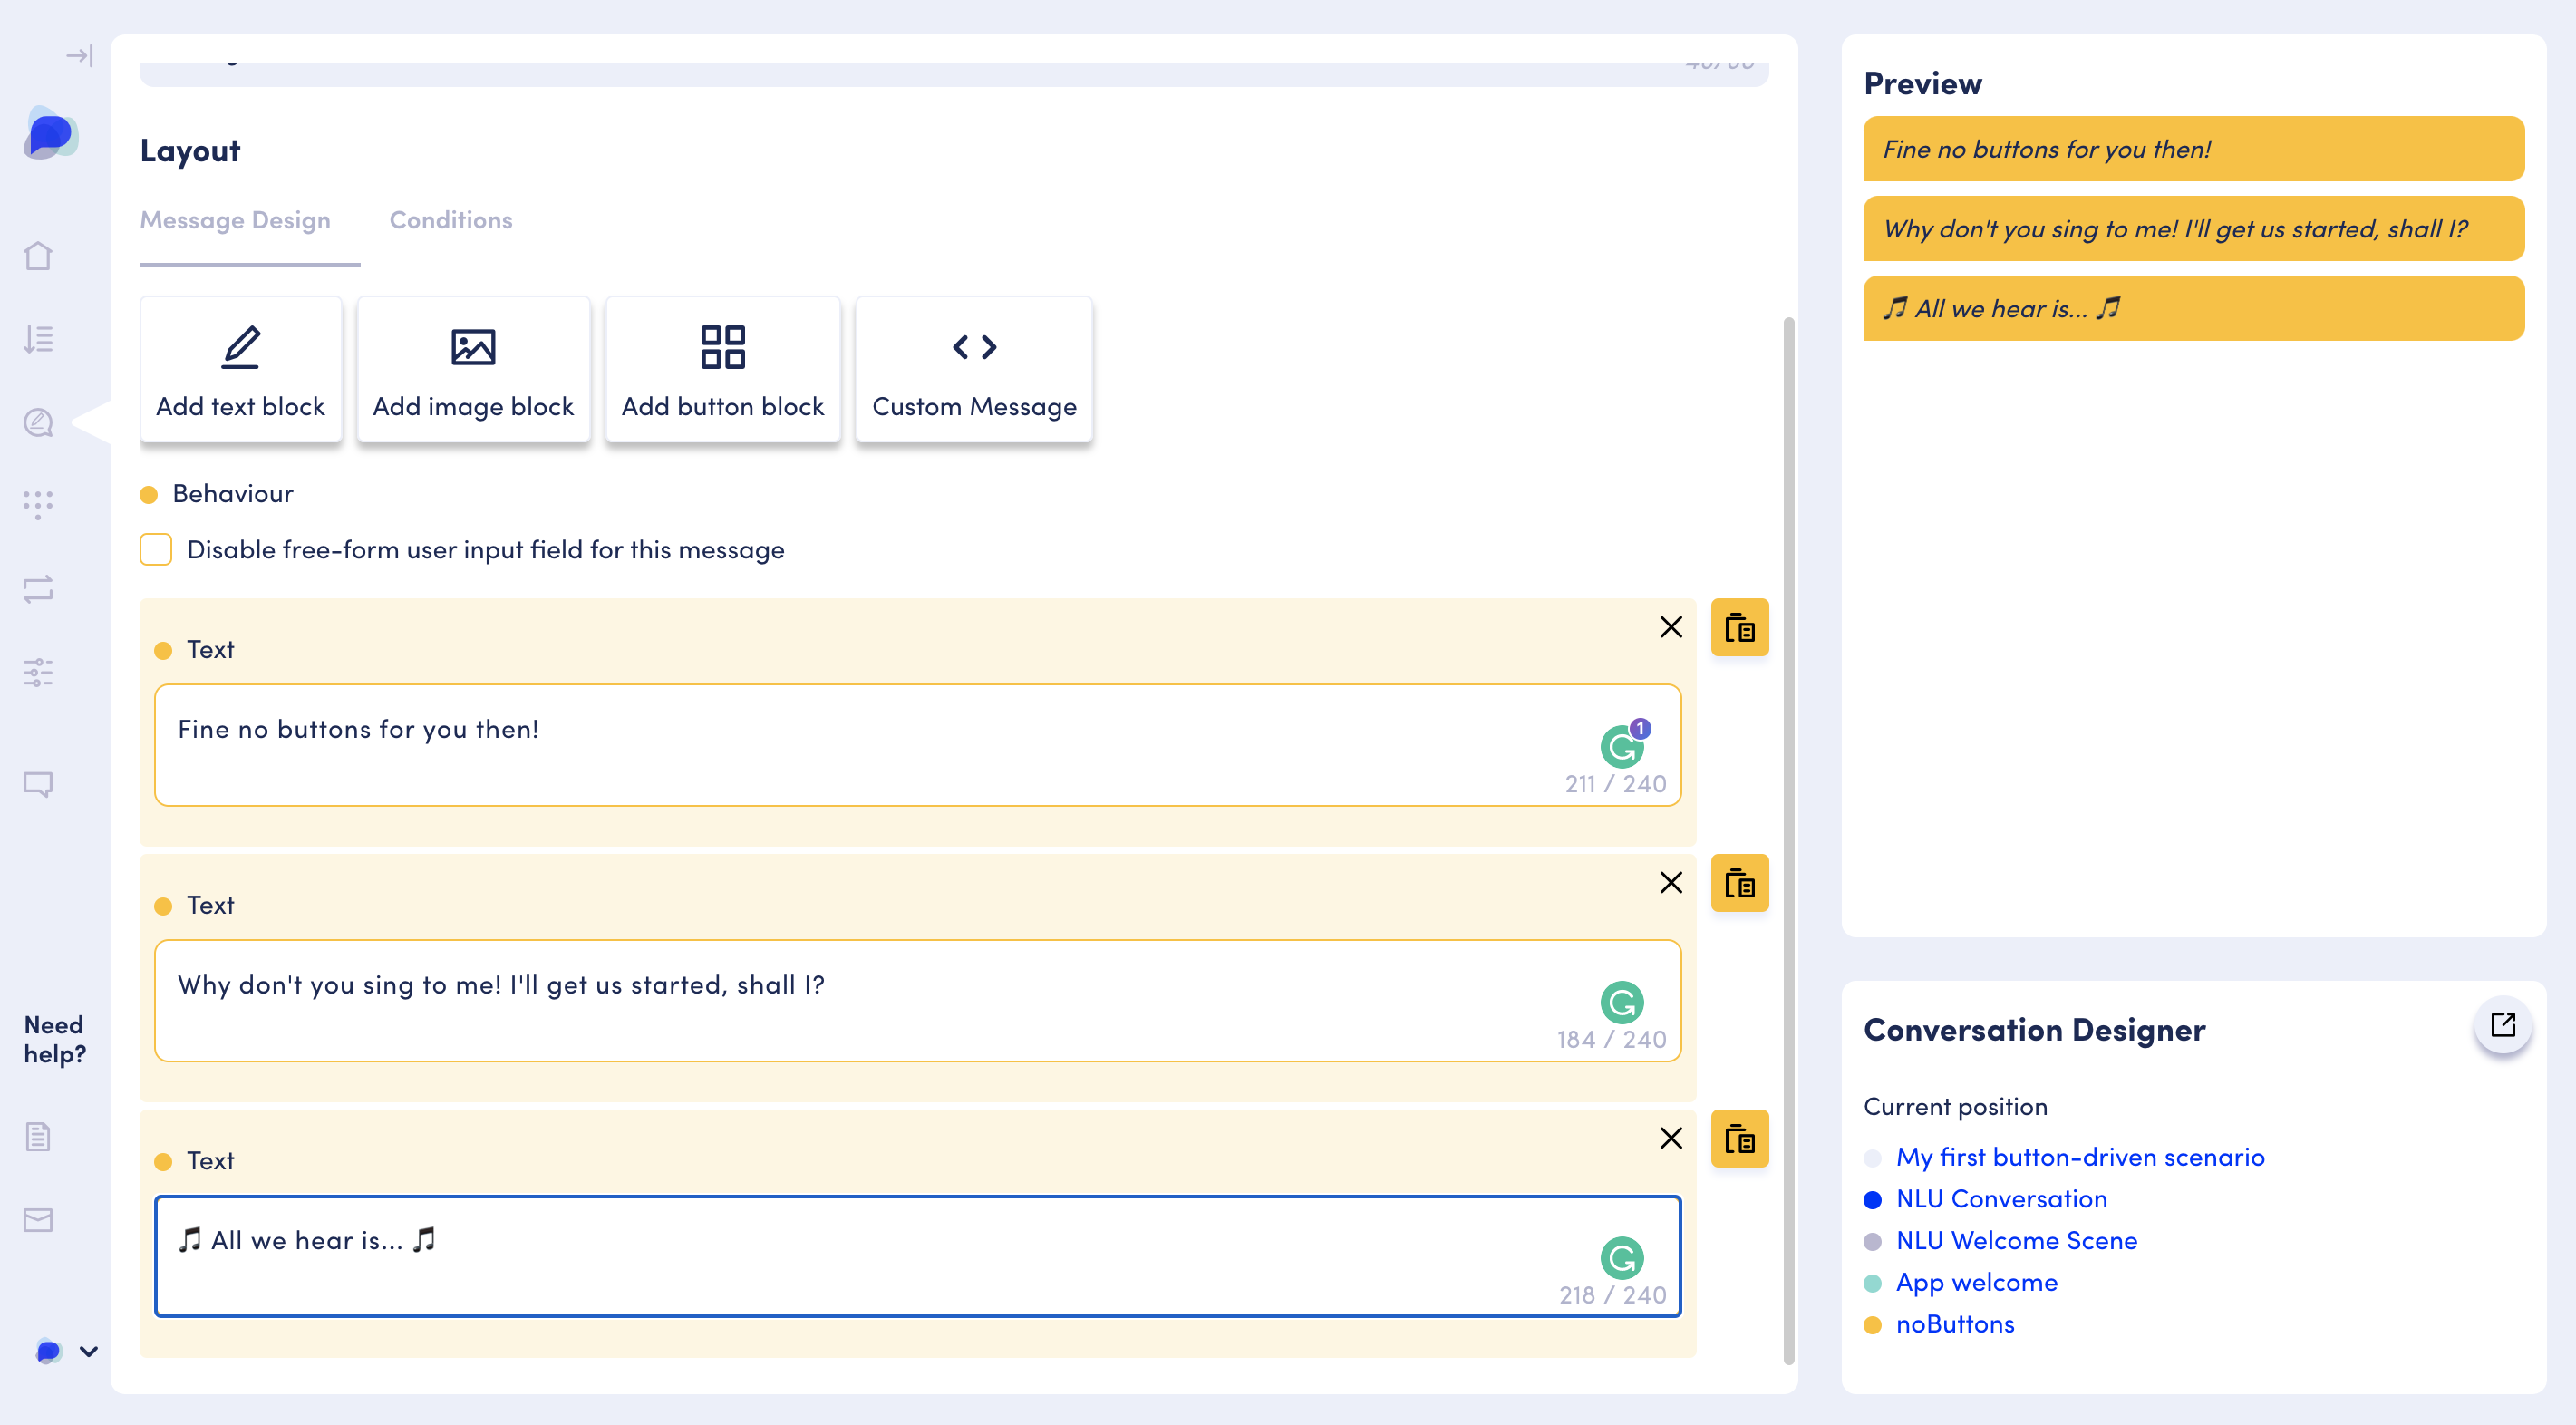 Layout
Message Design Conditions
Add text block Add image block Add button block Custom Message
Behaviour
Disable free-form user input field for this message
Text
Fine no buttons for you then!
1
211 / 240
Text
Why don't you sing to me! I'll get us started, shall I?
184 / 240
Text
🎵 All we hear is... 🎵
218 / 240
Need
help?
Preview
Fine no buttons for you then!
Why don't you sing to me! I'll get us started, shall I?
🎵 All we hear is... 🎵
Conversation Designer
Current position
My first button-driven scenario
NLU Conversation
NLU Welcome Scene
App welcome
noButtons